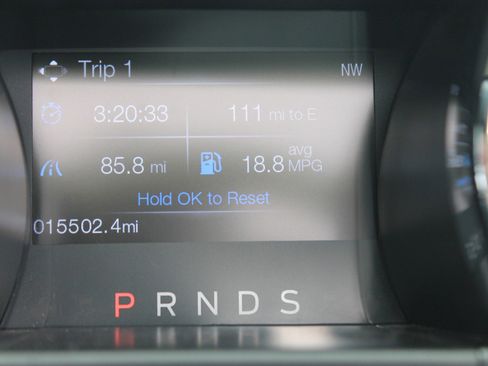 Trip 1
NW
3:20:33
111 mi to E
85.8 mi
18.8 avg MPG
Hold OK to Reset
015502.4mi
P R N D S